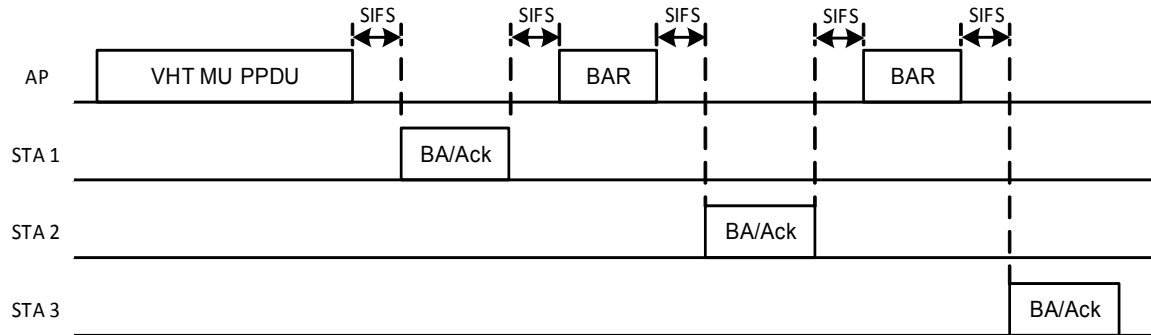 SIFS SIFS SIFS SIFS SIFS
AP VHT MU PPDU BAR BAR
STA 1 BA/Ack
STA 2 BA/Ack
STA 3 BA/Ack